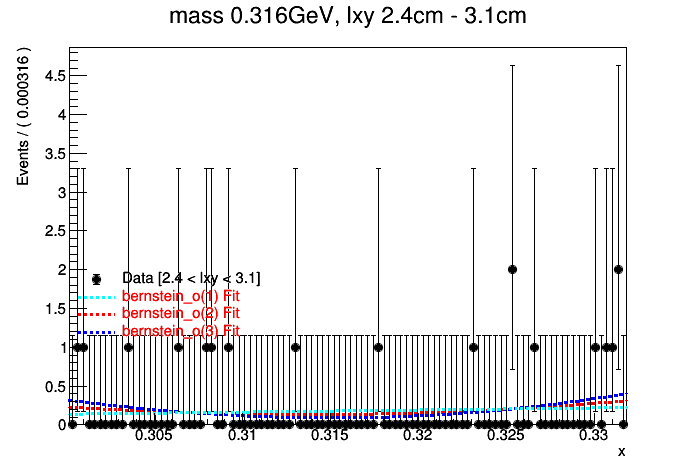 mass 0.316GeV, lxy 2.4cm - 3.1cm
Events / ( 0.000316 )
4.5
4
3.5
3
2.5
2
1.5
1
0.5
0
Data [2.4 < lxy < 3.1]
bernstein_o(1) Fit
bernstein_o(2) Fit
bernstein_o(3) Fit
0.305 0.31 0.315 0.32 0.325 0.33
x